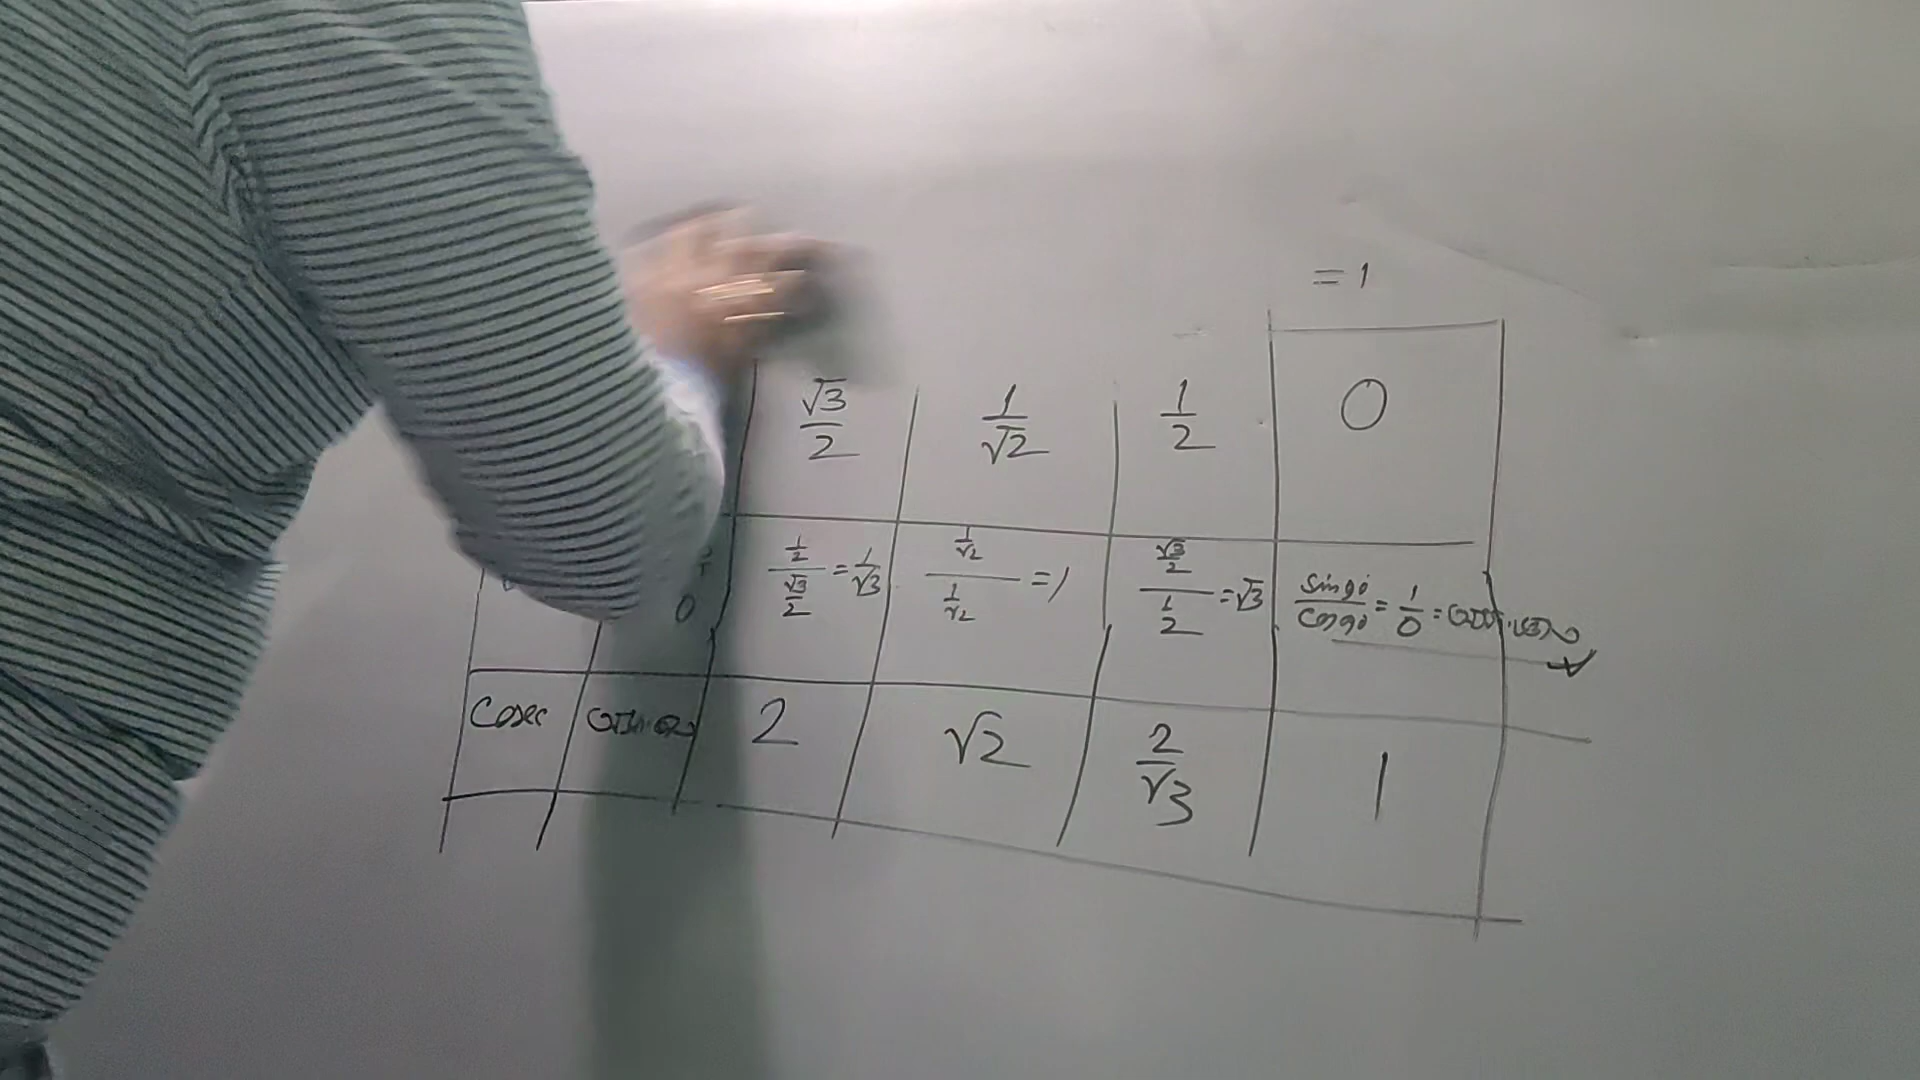 = 1
√3/2 1/√2 1/2 0
0 (1/2)/(√3/2) = 1/√3 (1/√2)/(1/√2) = 1 (√3/2)/(1/2) = √3 sin90/cos90 = 1/0 =
Cosec 2 √2 2/√3 1